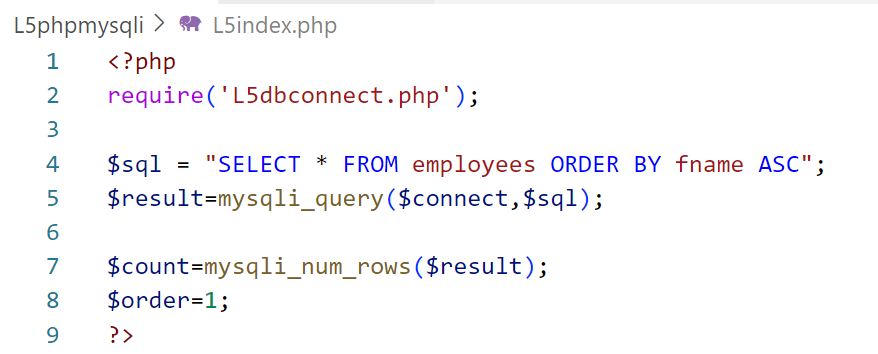 L5phpmysqli > L5index.php
1 <?php
2 require('L5dbconnect.php');
3
4 $sql = "SELECT * FROM employees ORDER BY fname ASC";
5 $result=mysqli_query($connect,$sql);
6
7 $count=mysqli_num_rows($result);
8 $order=1;
9 ?>